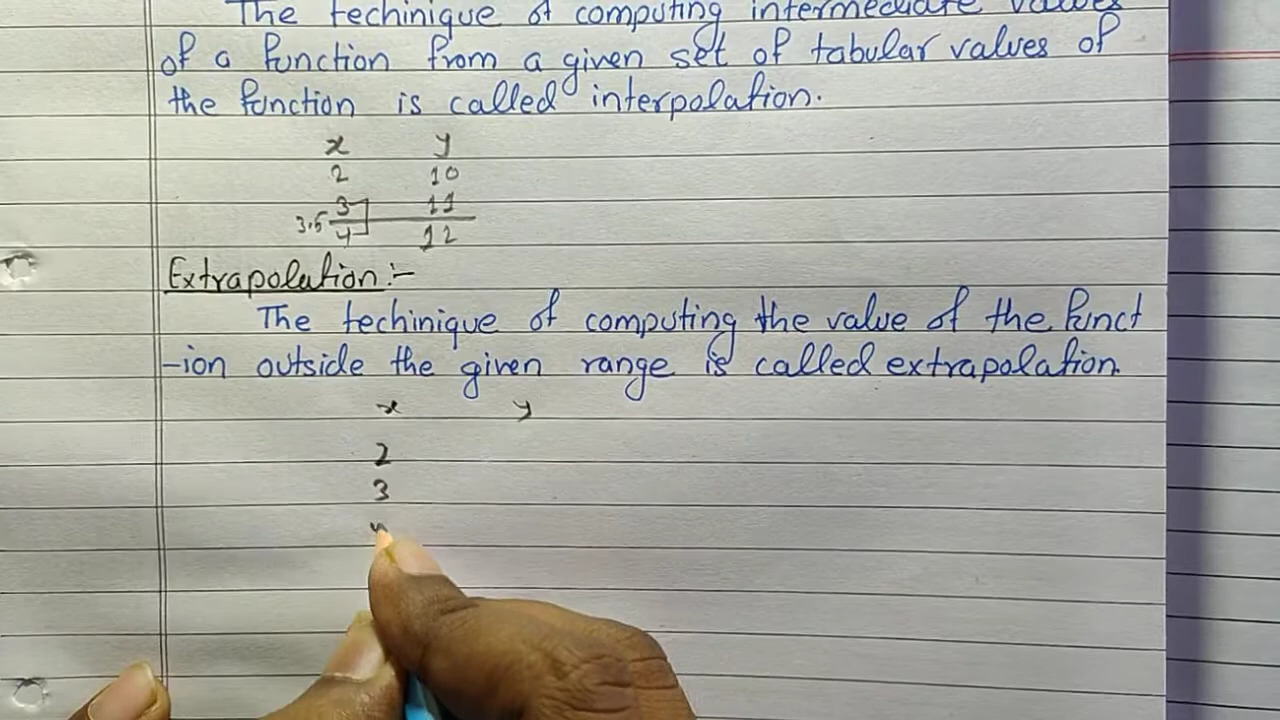 The techinique of computing intermediate values
of a function from a given set of tabular values of
the function is called interpolation.
x y
2 10
3 11
3.5
4 12
Extrapolation :-
The techinique of computing the value of the funct
-ion outside the given range is called extrapolation.
x y
2
3